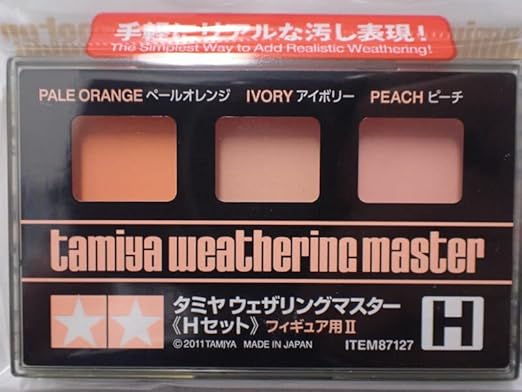 手軽にリアルな汚し表現!
The Simplest Way to Add Realistic Weathering!
PALE ORANGE ペールオレンジ IVORY アイボリー PEACH ピーチ
tamiya weathering master
タミヤ ウェザリングマスター
《Hセット》 フィギュア用Ⅱ
©2011 TAMIYA MADE IN JAPAN ITEM87127
H